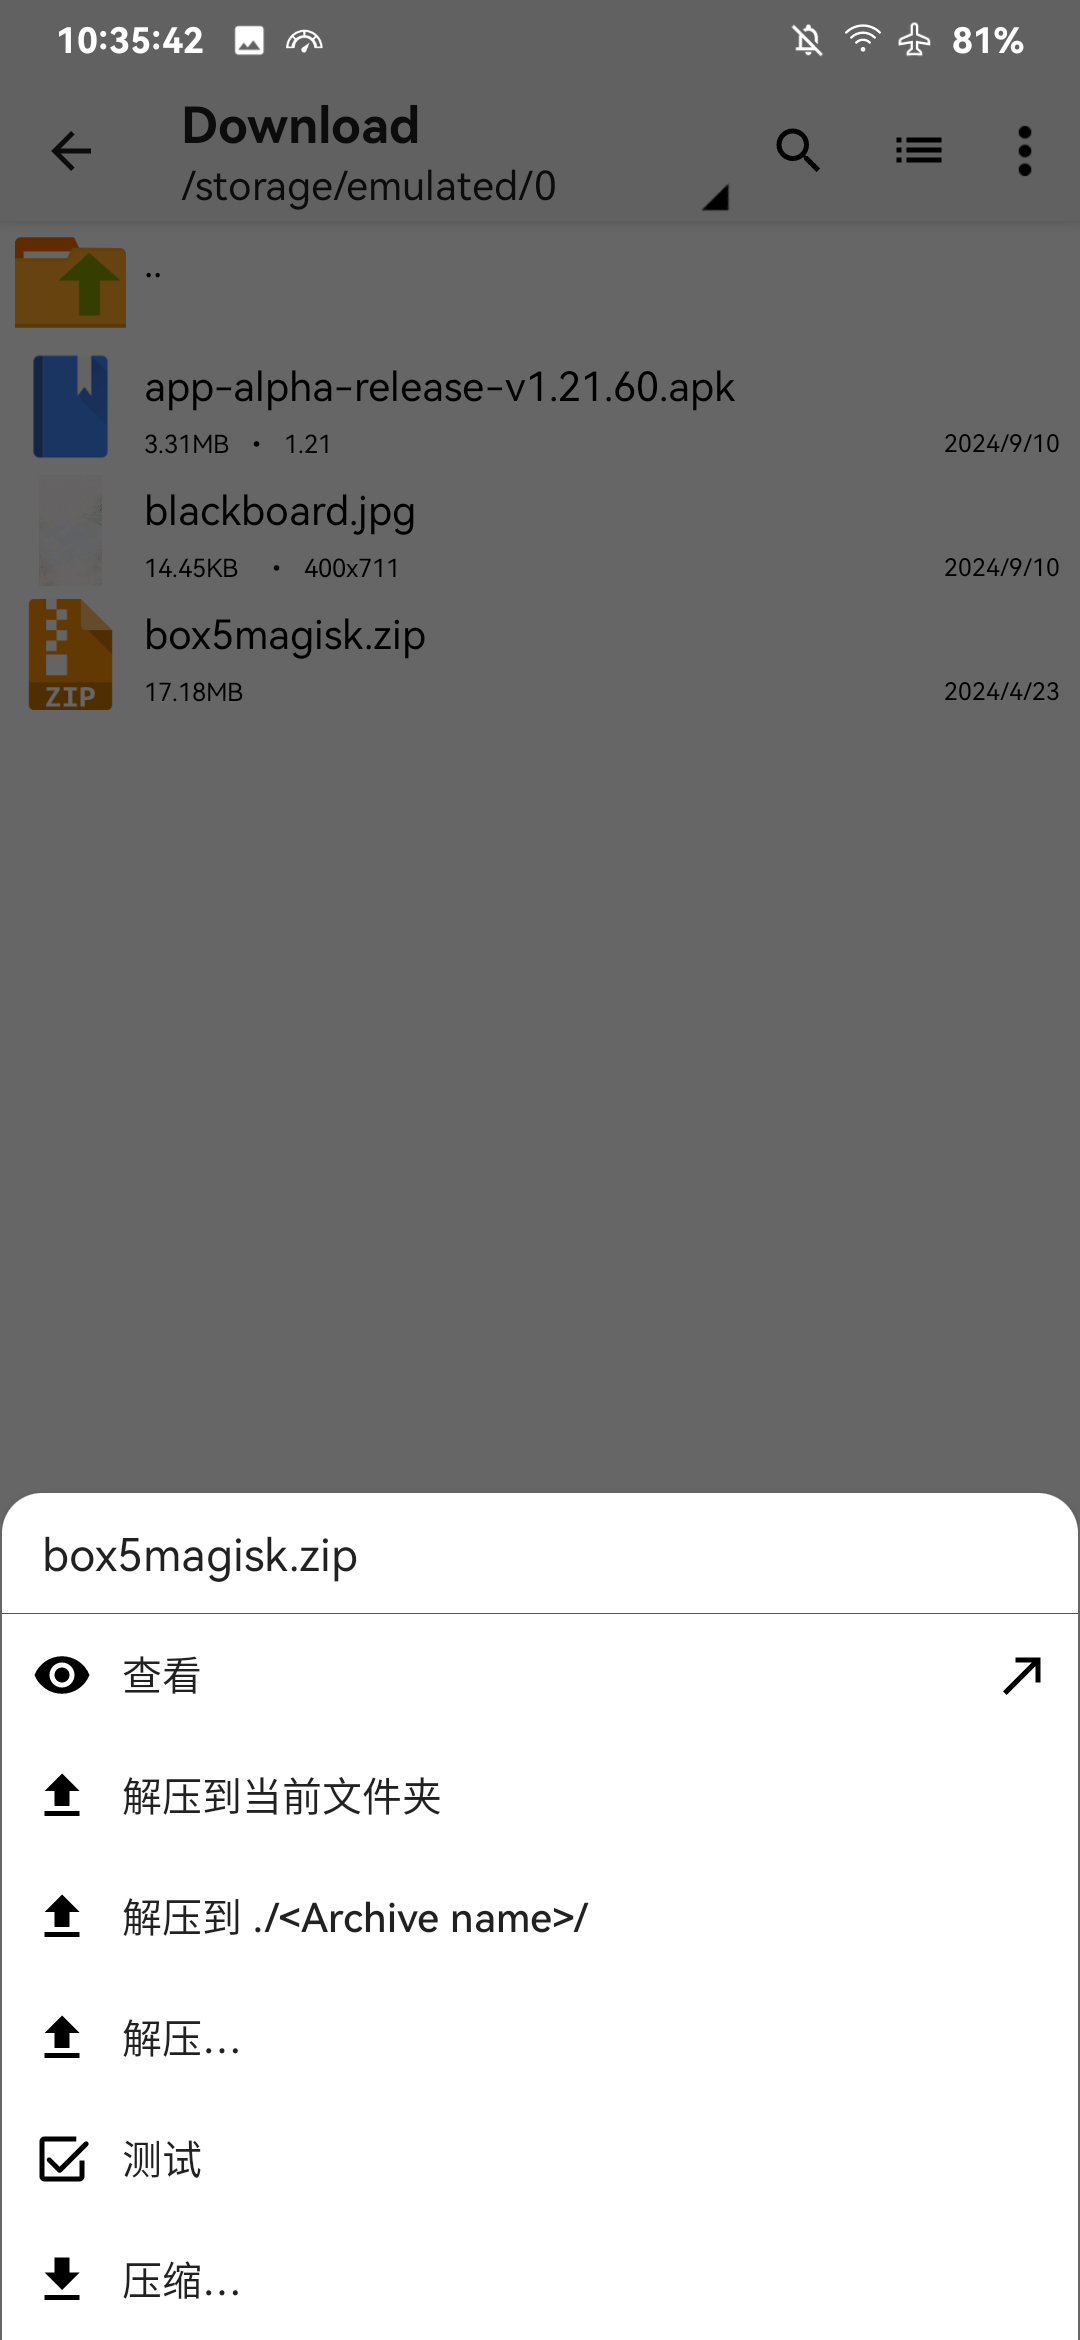 10:35:42
81%
Download
/storage/emulated/0
..
app-alpha-release-v1.21.60.apk
3.31MB • 1.21 2024/9/10
blackboard.jpg
14.45KB • 400x711 2024/9/10
box5magisk.zip
ZIP
17.18MB 2024/4/23
box5magisk.zip
查看
解压到当前文件夹
解压到 ./<Archive name>/
解压...
测试
压缩...